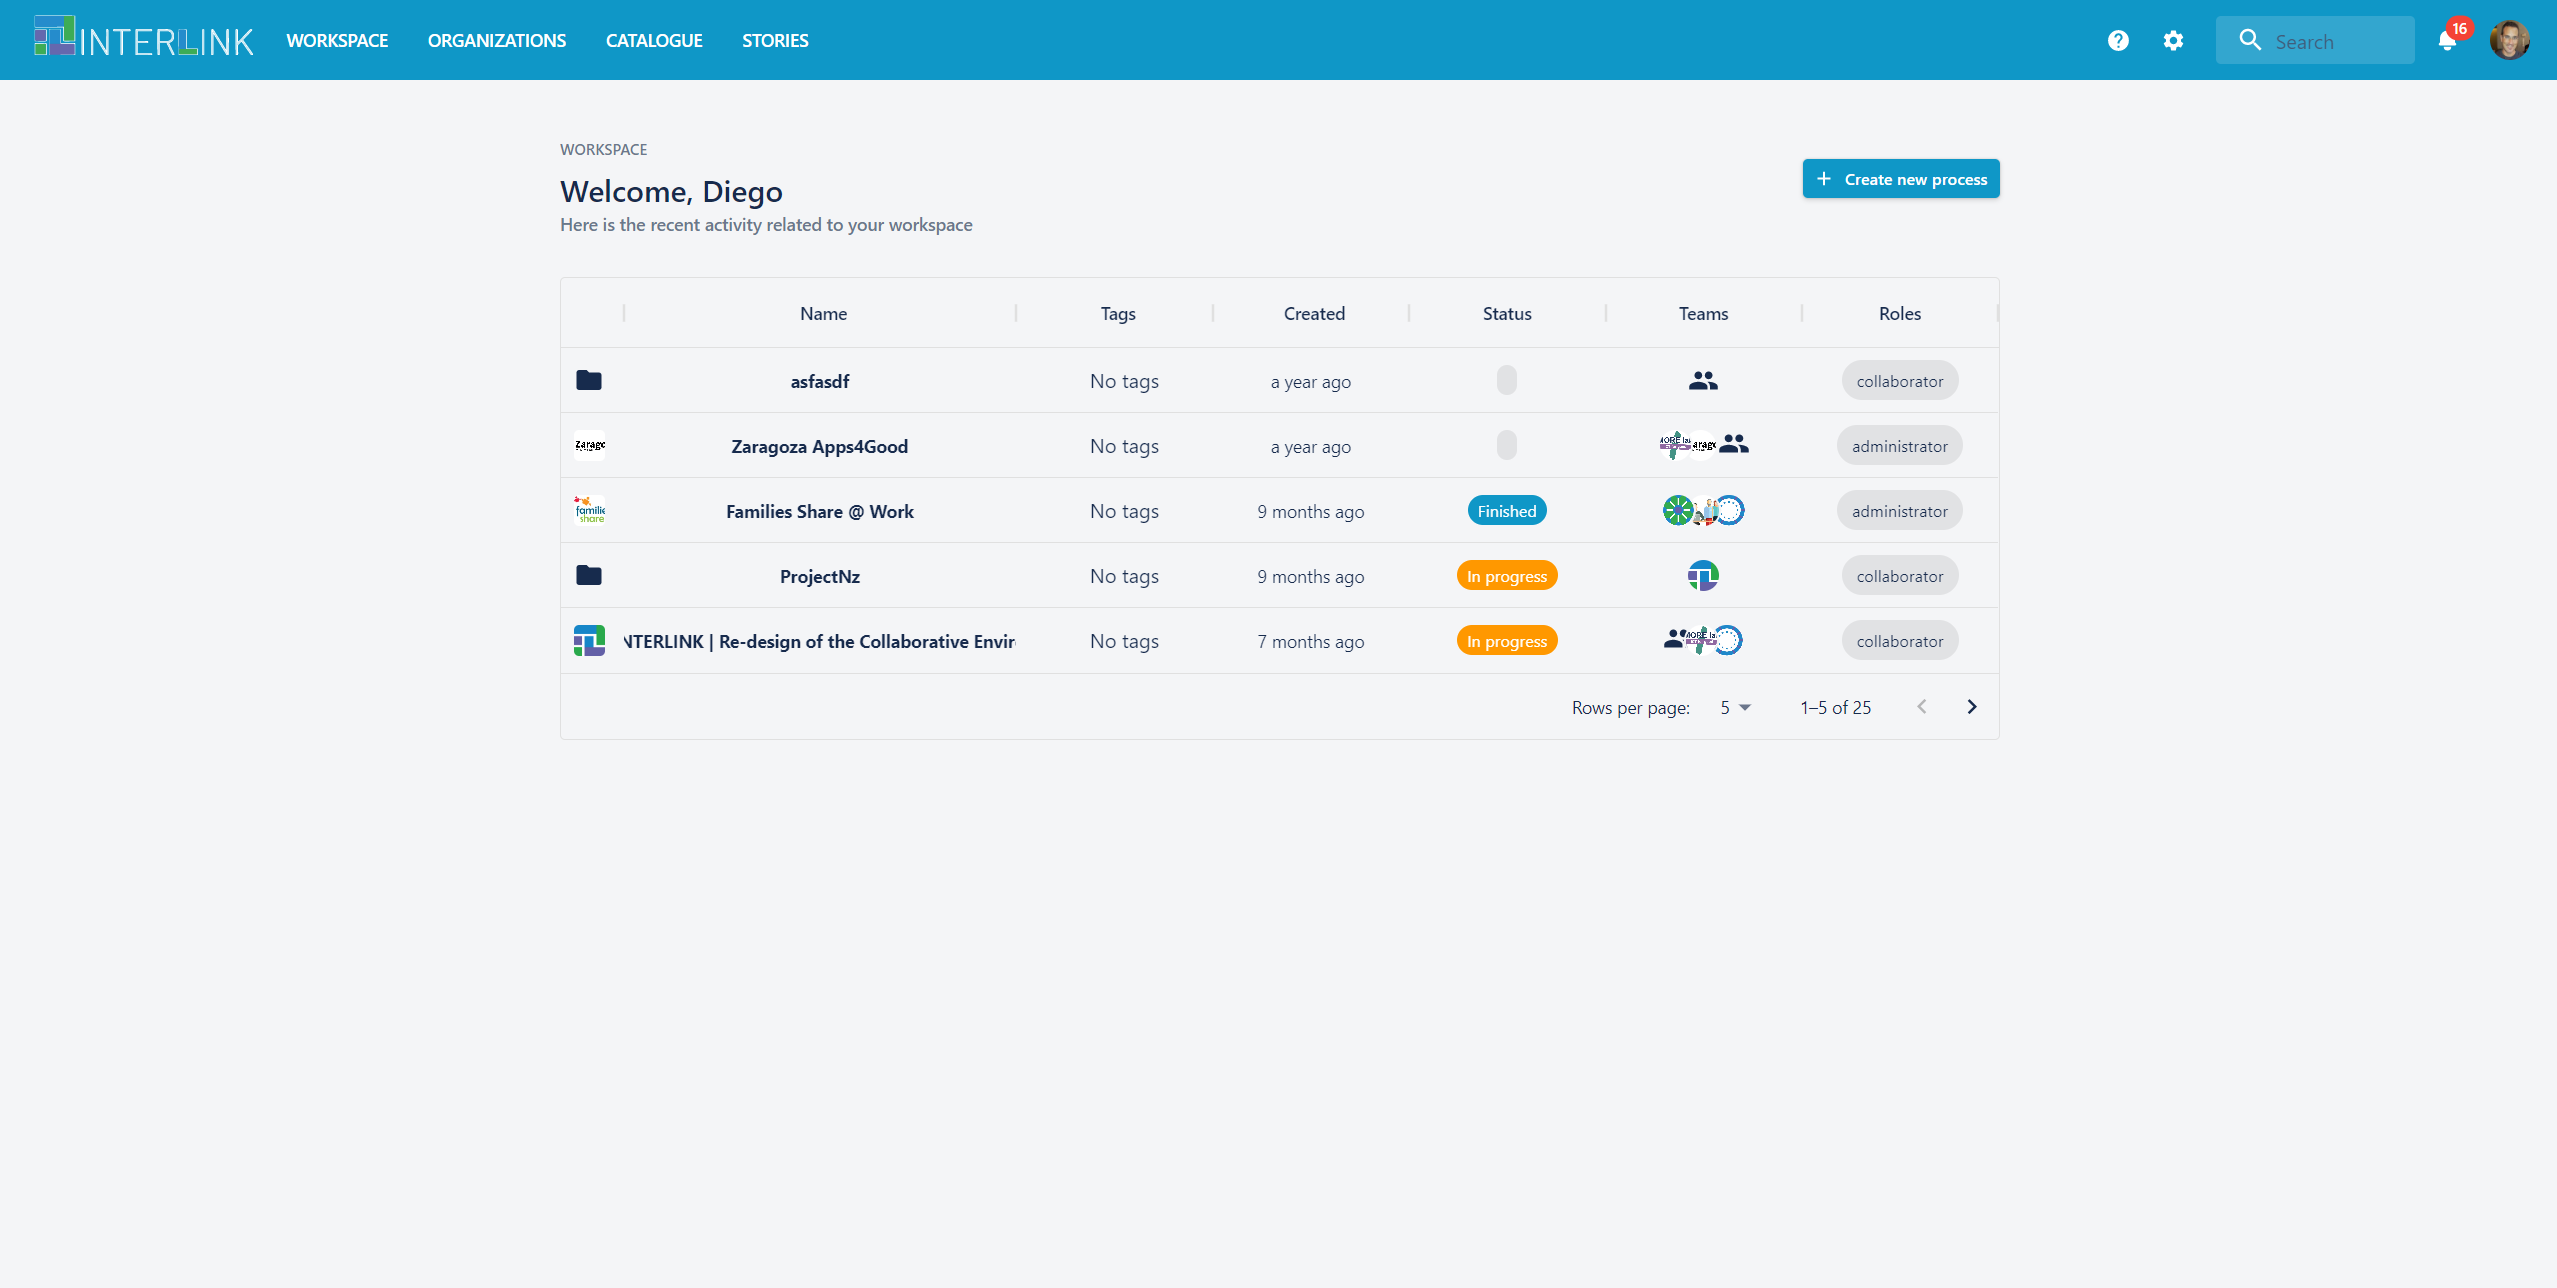 INTERLINK WORKSPACE ORGANIZATIONS CATALOGUE STORIES Search 16
WORKSPACE
Welcome, Diego
Here is the recent activity related to your workspace
Create new process
Name Tags Created Status Teams Roles
asfasdf No tags a year ago collaborator
Zaragoza Apps4Good No tags a year ago administrator
families
share
Families Share @ Work No tags 9 months ago Finished administrator
ProjectNz No tags 9 months ago In progress collaborator
NTERLINK | Re-design of the Collaborative Envir No tags 7 months ago In progress collaborator
Rows per page: 5 1–5 of 25